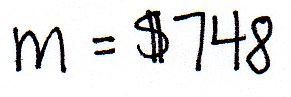 m = $748